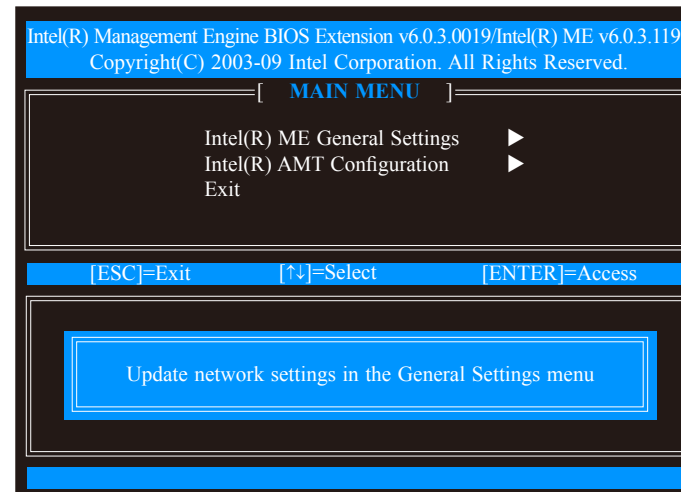 Intel(R) Management Engine BIOS Extension v6.0.3.0019/Intel(R) ME v6.0.3.119
Copyright(C) 2003-09 Intel Corporation. All Rights Reserved.
[ MAIN MENU ]
Intel(R) ME General Settings ▶
Intel(R) AMT Configuration ▶
Exit
[ESC]=Exit [↑↓]=Select [ENTER]=Access
Update network settings in the General Settings menu